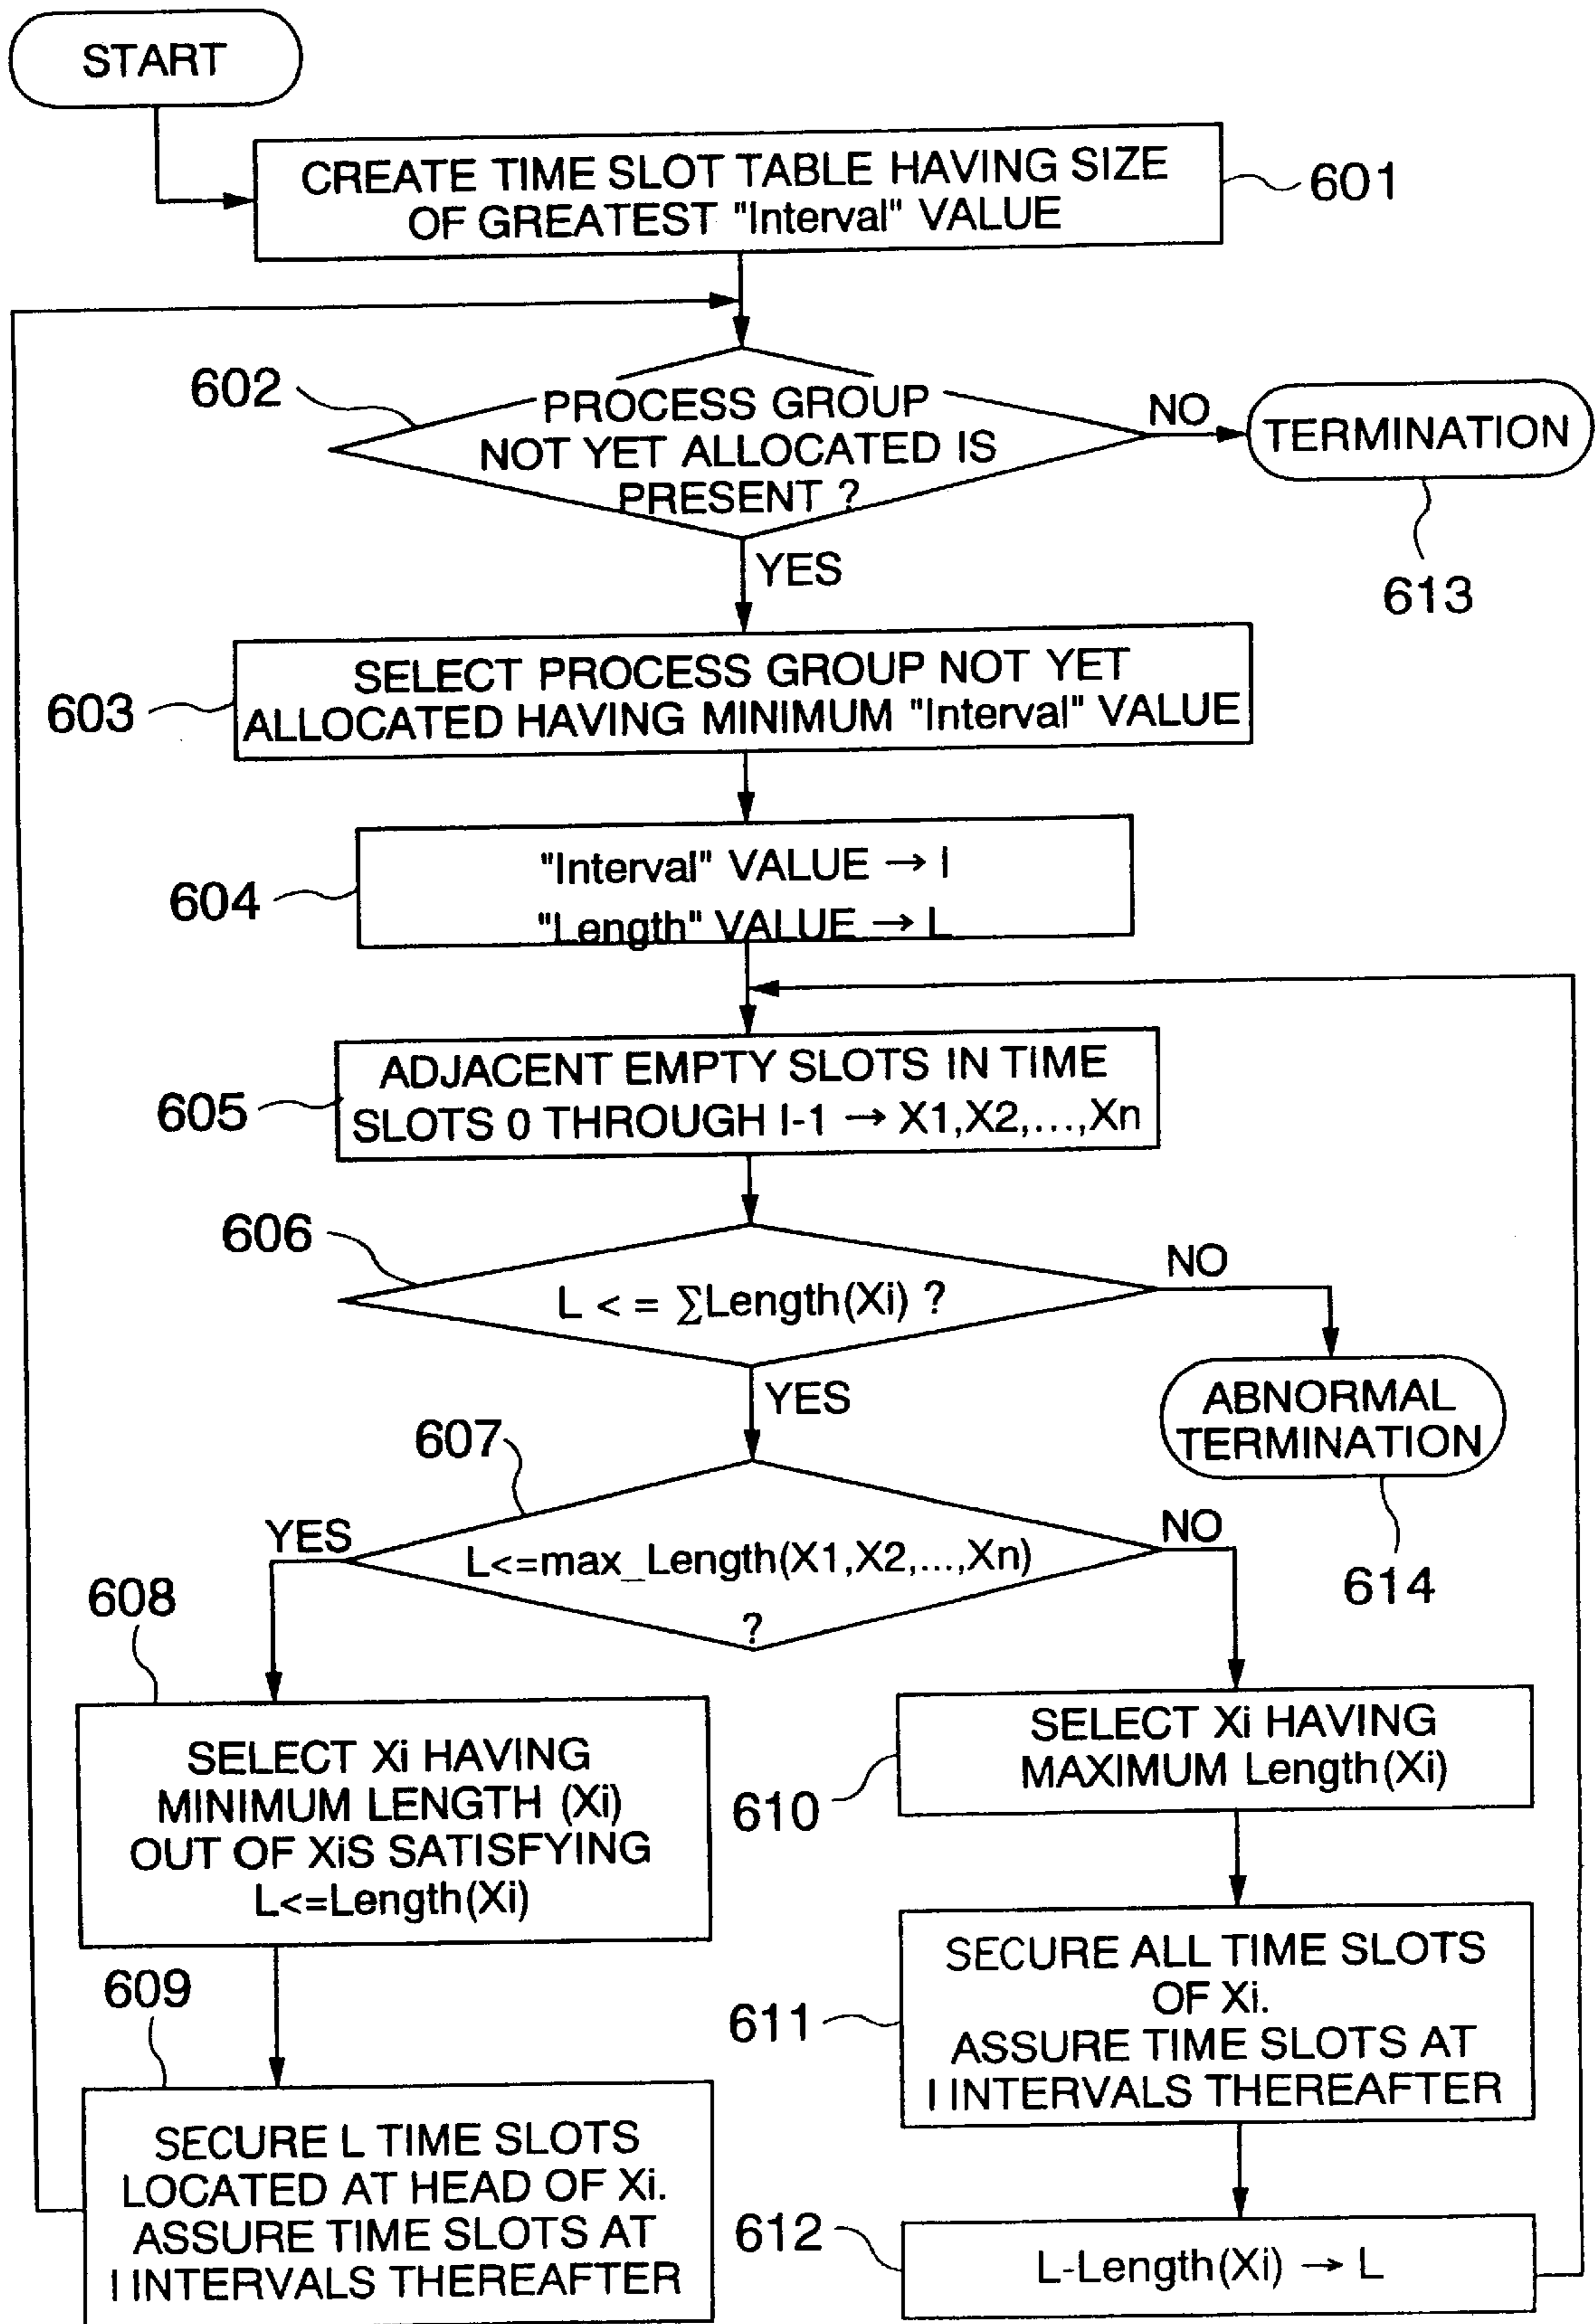 START
CREATE TIME SLOT TABLE HAVING SIZE
OF GREATEST "Interval" VALUE
601
602
PROCESS GROUP
NOT YET ALLOCATED IS
PRESENT ?
NO
TERMINATION
613
YES
603
SELECT PROCESS GROUP NOT YET
ALLOCATED HAVING MINIMUM "Interval" VALUE
604
"Interval" VALUE → I
"Length" VALUE → L
605
ADJACENT EMPTY SLOTS IN TIME
SLOTS 0 THROUGH I-1 → X1,X2,...,Xn
606
L < = ∑Length(Xi) ?
NO
ABNORMAL
TERMINATION
614
YES
607
YES
L<=max_Length(X1,X2,...,Xn)
?
NO
608
SELECT Xi HAVING
MINIMUM LENGTH (Xi)
OUT OF XiS SATISFYING
L<=Length(Xi)
610
SELECT Xi HAVING
MAXIMUM Length(Xi)
609
SECURE L TIME SLOTS
LOCATED AT HEAD OF Xi.
ASSURE TIME SLOTS AT
I INTERVALS THEREAFTER
611
SECURE ALL TIME SLOTS
OF Xi.
ASSURE TIME SLOTS AT
I INTERVALS THEREAFTER
612
L-Length(Xi) → L